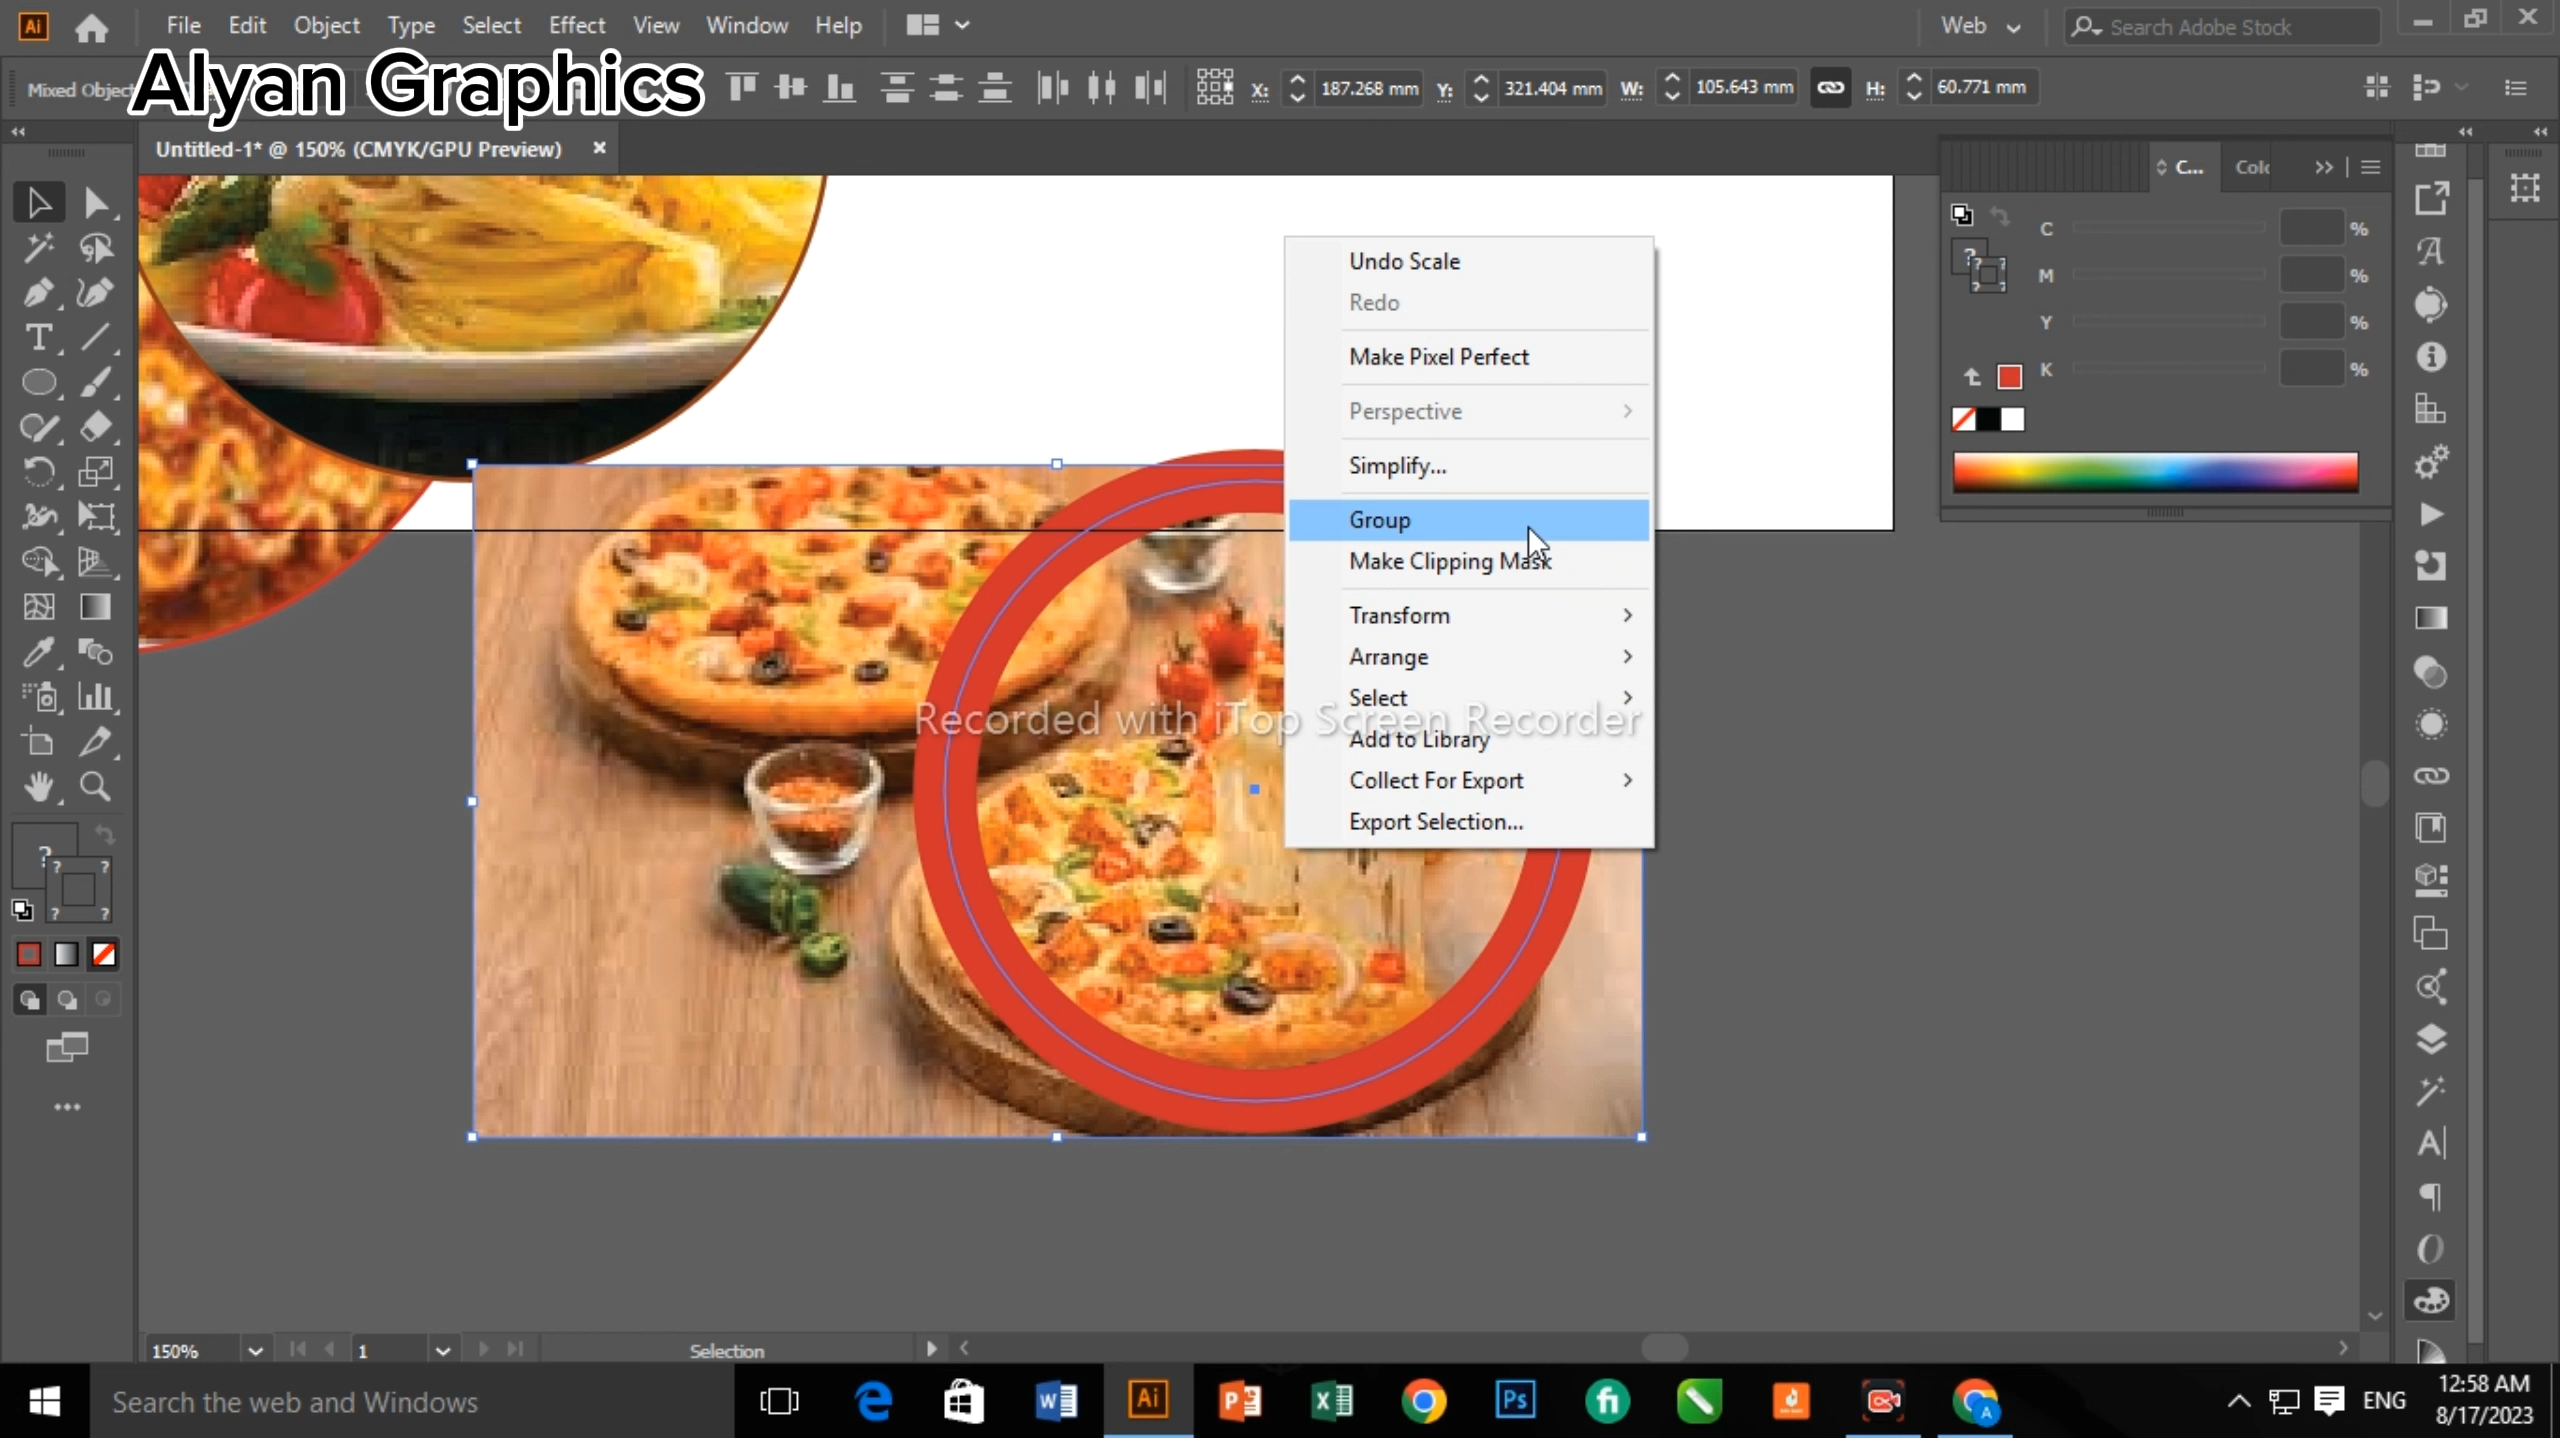 Ai File Edit Object Type Select Effect View Window Help Web Search Adobe Stock
Alyan Graphics
Mixed Objec X: 187.268 mm Y: 321.404 mm W: 105.643 mm H: 60.771 mm
Untitled-1* @ 150% (CMYK/GPU Preview)
C... Colo
C %
M %
Y %
K %
Undo Scale
Redo
Make Pixel Perfect
Perspective
Simplify...
Group
Make Clipping Mask
Transform
Arrange
Select
Recorded with iTop Screen Recorder
Add to Library
Collect For Export
Export Selection...
150% 1 Selection
Search the web and Windows
ENG
12:58 AM
8/17/2023